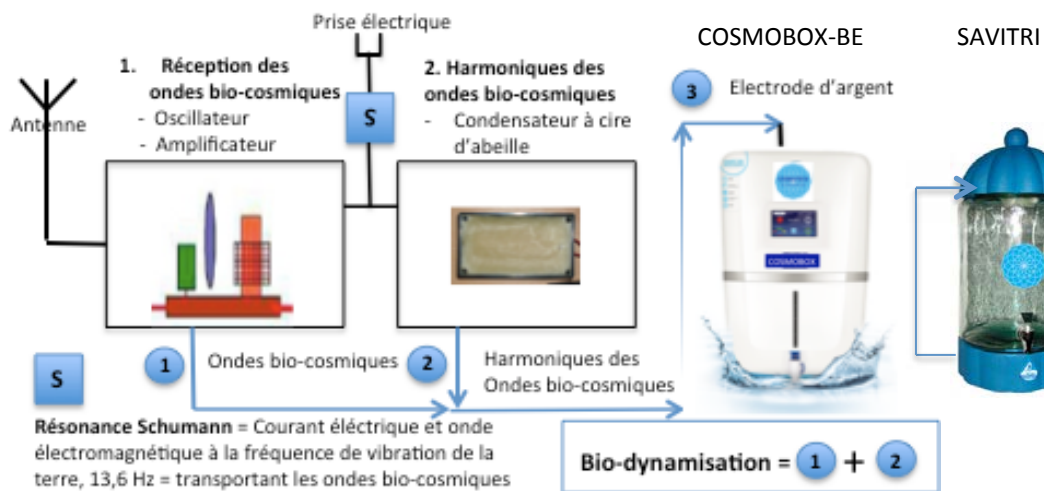 Prise électrique
COSMOBOX-BE
SAVITRI
1. Réception des
ondes bio-cosmiques
- Oscillateur
- Amplificateur
Antenne
S
2. Harmoniques des
ondes bio-cosmiques
- Condensateur à cire
d'abeille
3
Electrode d'argent
COSMOBOX
1
Ondes bio-cosmiques
2
Harmoniques des
Ondes bio-cosmiques
S
Résonance Schumann = Courant éléctrique et onde
électromagnétique à la fréquence de vibration de la
terre, 13,6 Hz = transportant les ondes bio-cosmiques
Bio-dynamisation = 1 + 2